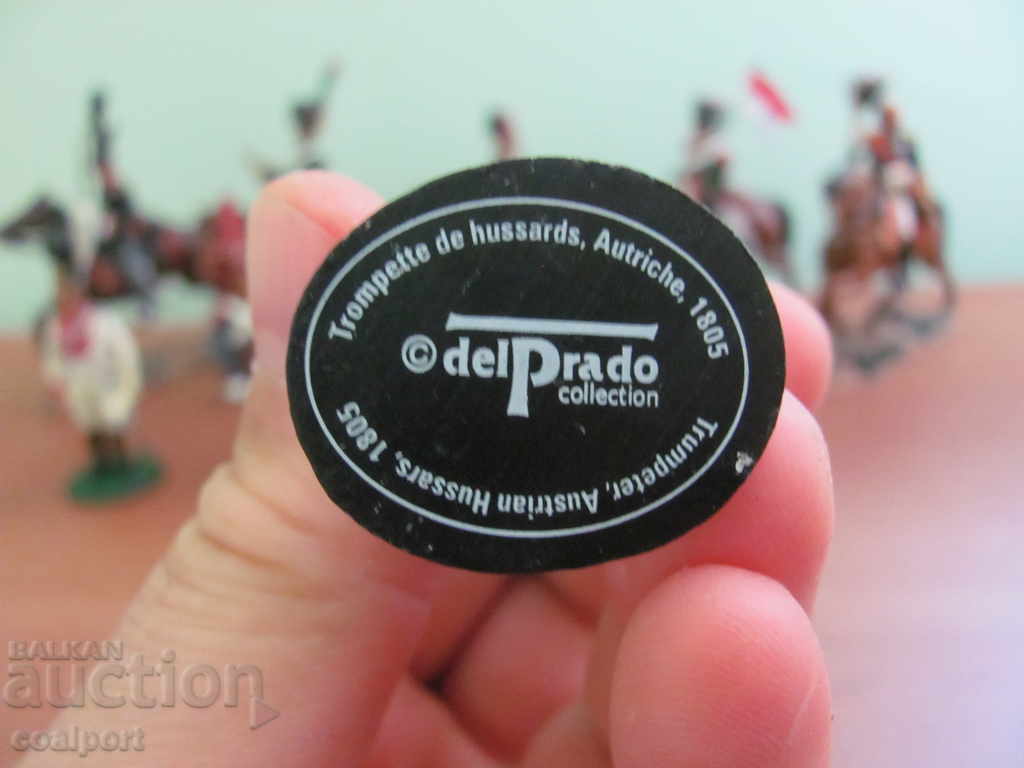 Trompette de hussards, Autriche, 1805
© delPrado
collection
Trumpeter, Austrian Hussars, 1805
BALKAN
auction
coalport